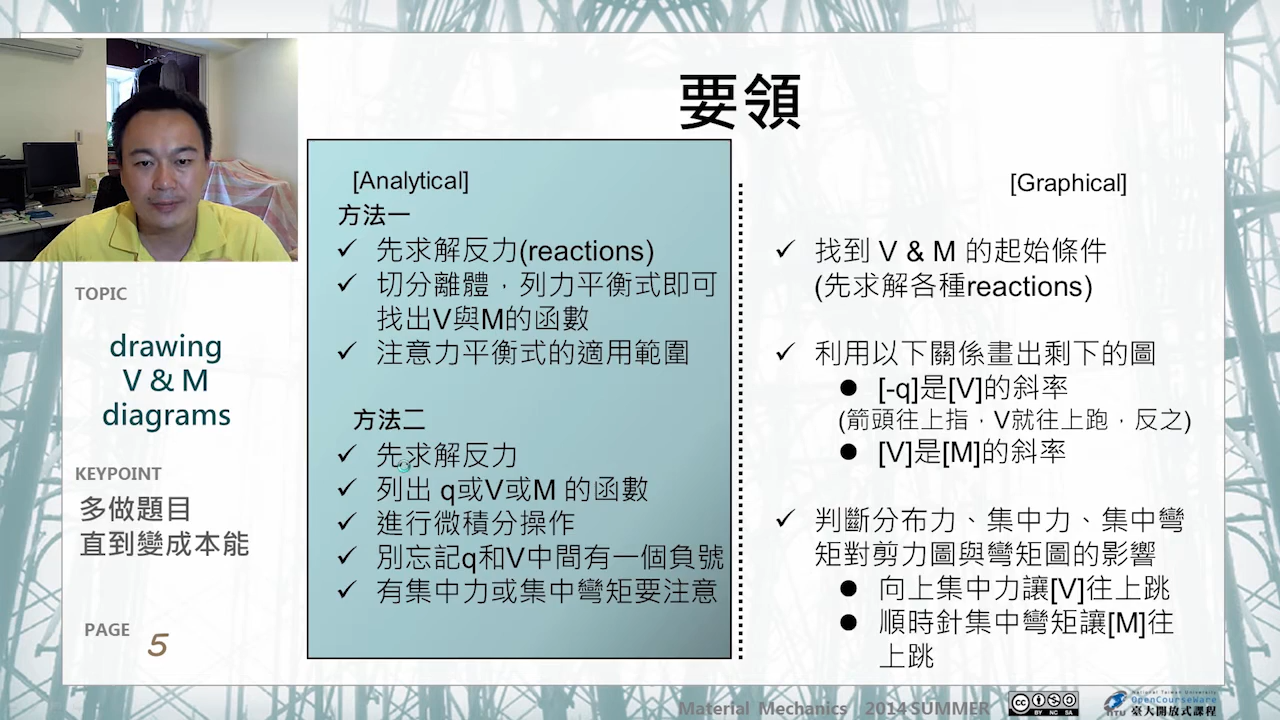 要領
[Analytical]
方法一
✓ 先求解反力(reactions)
✓ 切分離體，列力平衡式即可
找出V與M的函數
✓ 注意力平衡式的適用範圍
方法二
✓ 先求解反力
✓ 列出 q或V或M 的函數
✓ 進行微積分操作
✓ 別忘記q和V中間有一個負號
✓ 有集中力或集中彎矩要注意
[Graphical]
✓ 找到 V & M 的起始條件
(先求解各種reactions)
✓ 利用以下關係畫出剩下的圖
● [-q]是[V]的斜率
(箭頭往上指，V就往上跑，反之)
● [V]是[M]的斜率
✓ 判斷分布力、集中力、集中彎
矩對剪力圖與彎矩圖的影響
● 向上集中力讓[V]往上跳
● 順時針集中彎矩讓[M]往
上跳
TOPIC
drawing
V & M
diagrams
KEYPOINT
多做題目
直到變成本能
PAGE 5
Material Mechanics 2014 SUMMER
cc BY NC SA
NTU
National Taiwan University
OpenCourseWare
臺大開放式課程